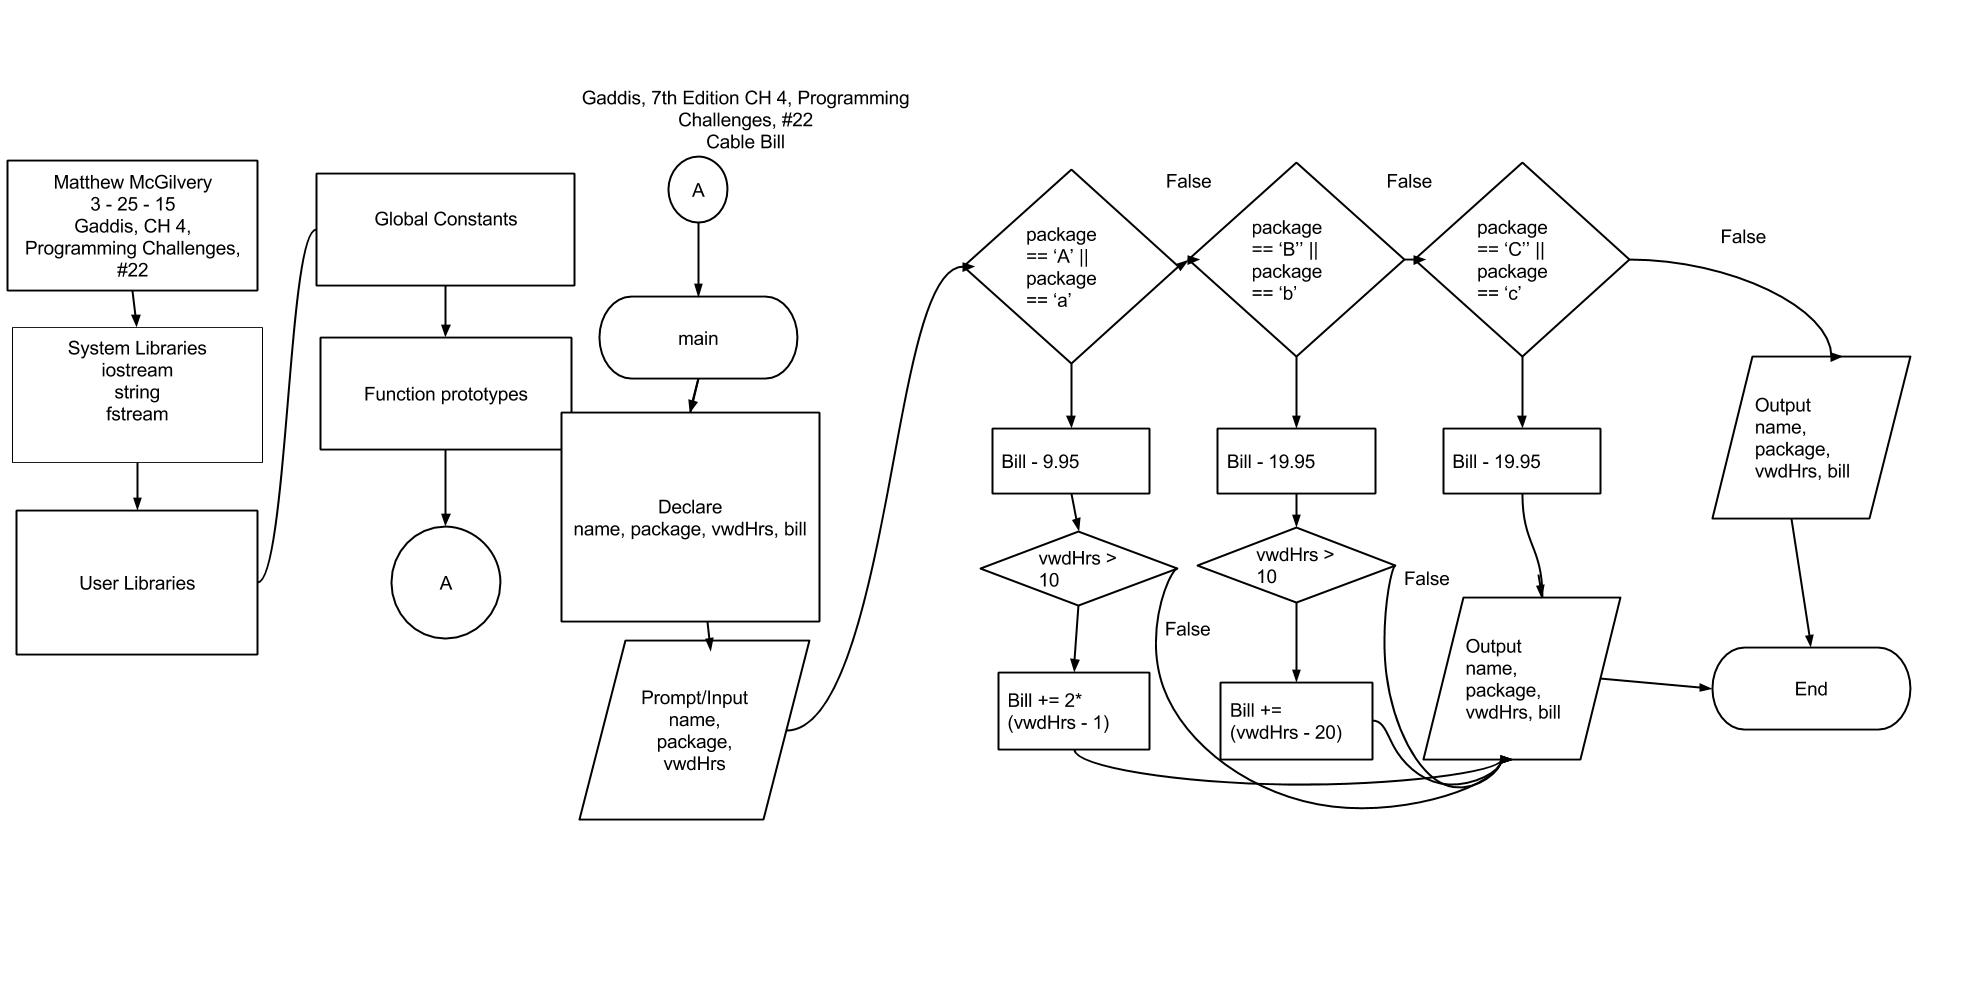 Gaddis, 7th Edition CH 4, Programming
Challenges, #22
Cable Bill
Matthew McGilvery
3 - 25 - 15
Gaddis, CH 4,
Programming Challenges,
#22
System Libraries
iostream
string
fstream
User Libraries
Global Constants
Function prototypes
A
A
main
Declare
name, package, vwdHrs, bill
Prompt/Input
name,
package,
vwdHrs
package
== ‘A’ ||
package
== ‘a’
False
package
== ‘B’’ ||
package
== ‘b’
False
package
== ‘C’’ ||
package
== ‘c’
False
Bill - 9.95
vwdHrs >
10
False
Bill += 2*
(vwdHrs - 1)
Bill - 19.95
vwdHrs >
10
False
Bill +=
(vwdHrs - 20)
Bill - 19.95
Output
name,
package,
vwdHrs, bill
Output
name,
package,
vwdHrs, bill
End